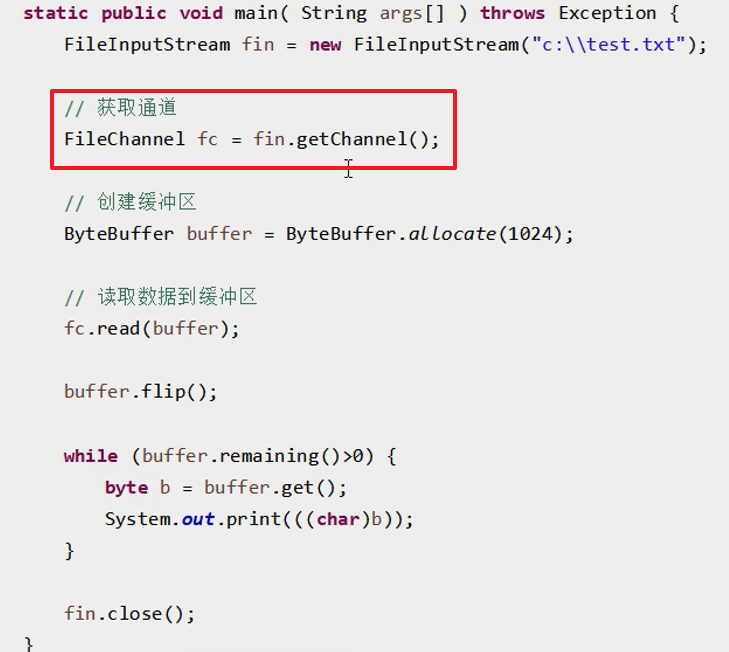 static public void main( String args[] ) throws Exception {
FileInputStream fin = new FileInputStream("c:\\test.txt");
// 获取通道
FileChannel fc = fin.getChannel();
// 创建缓冲区
ByteBuffer buffer = ByteBuffer.allocate(1024);
// 读取数据到缓冲区
fc.read(buffer);
buffer.flip();
while (buffer.remaining()>0) {
byte b = buffer.get();
System.out.print(((char)b));
}
fin.close();
}